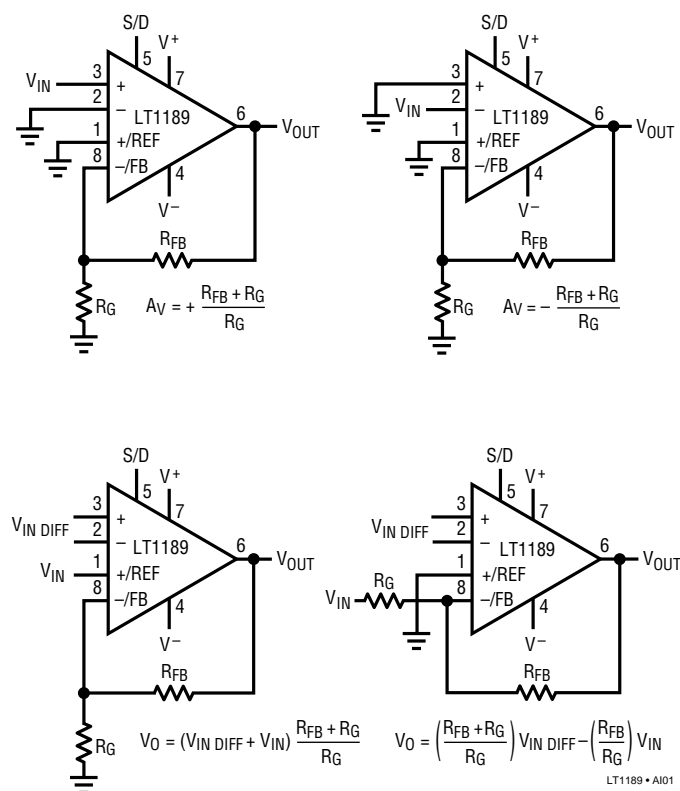 S/D
V+
5
7
VIN
3
+
2
–
LT1189
6
VOUT
1
+/REF
8
–/FB
4
V–
RFB
RG
AV = + (RFB + RG)/RG
S/D
V+
5
7
3
+
VIN
2
–
LT1189
6
VOUT
1
+/REF
8
–/FB
4
V–
RFB
RG
AV = – (RFB + RG)/RG
S/D
V+
5
7
3
+
VIN DIFF
2
–
LT1189
6
VOUT
VIN
1
+/REF
8
–/FB
4
V–
RFB
RG
VO = (VIN DIFF + VIN) (RFB + RG)/RG
S/D
V+
5
7
3
+
VIN DIFF
2
–
LT1189
6
VOUT
1
+/REF
RG
VIN
8
–/FB
4
V–
RFB
VO = ((RFB + RG)/RG) VIN DIFF – (RFB/RG) VIN
LT1189 • AI01